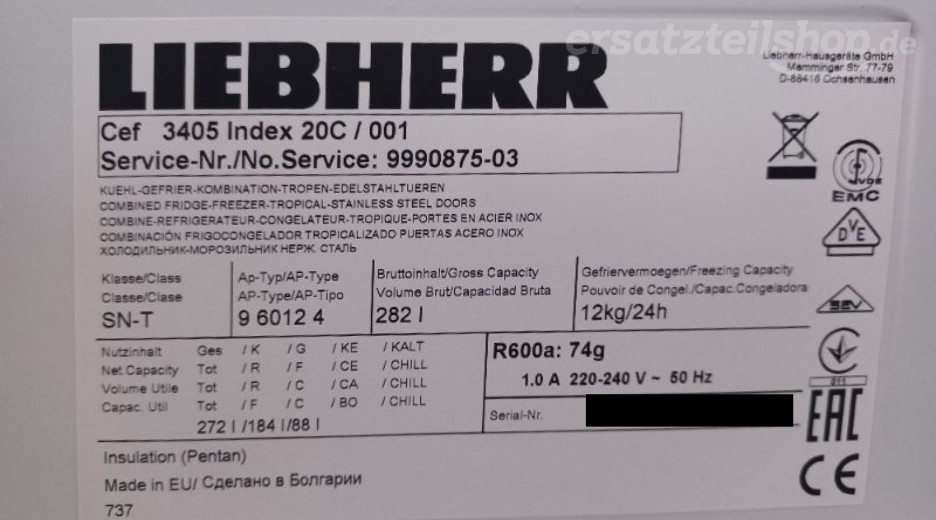 ersatzteilshop.de
LIEBHERR
Liebherr-Hausgeräte GmbH
Memminger Str. 77-79
D-88416 Ochsenhausen
Cef 3405 Index 20C / 001
Service-Nr./No.Service: 9990875-03
KUEHL-GEFRIER-KOMBINATION-TROPEN-EDELSTAHLTUEREN
COMBINED FRIDGE-FREEZER-TROPICAL-STAINLESS STEEL DOORS
COMBINE-REFRIGERATEUR-CONGELATEUR-TROPIQUE-PORTES EN ACIER INOX
COMBINACIÓN FRIGOCONGELADOR TROPICALIZADO PUERTAS ACERO INOX
ХОЛОДИЛЬНИК-МОРОЗИЛЬНИК НЕРЖ. СТАЛЬ
VDE
EMC
DVE
SEV
Klasse/Class
Classe/Clase
SN-T
Ap-Typ/AP-Type
AP-Type/AP-Tipo
9 6012 4
Bruttoinhalt/Gross Capacity
Volume Brut/Capacidad Bruta
282 l
Gefriervermoegen/Freezing Capacity
Pouvoir de Congel./Capac.Congeladora
12kg/24h
Nutzinhalt Ges / K / G / KE / KALT
Net.Capacity Tot / R / F / CE / CHILL
Volume Utile Tot / R / C / CA / CHILL
Capac. Util Tot / F / C / BO / CHILL
272 l /184 l /88 l
R600a: 74g
1.0 A 220-240 V ~ 50 Hz
Serial-Nr.
011
EAC
CE
Insulation (Pentan)
Made in EU/ Сделано в Болгарии
737